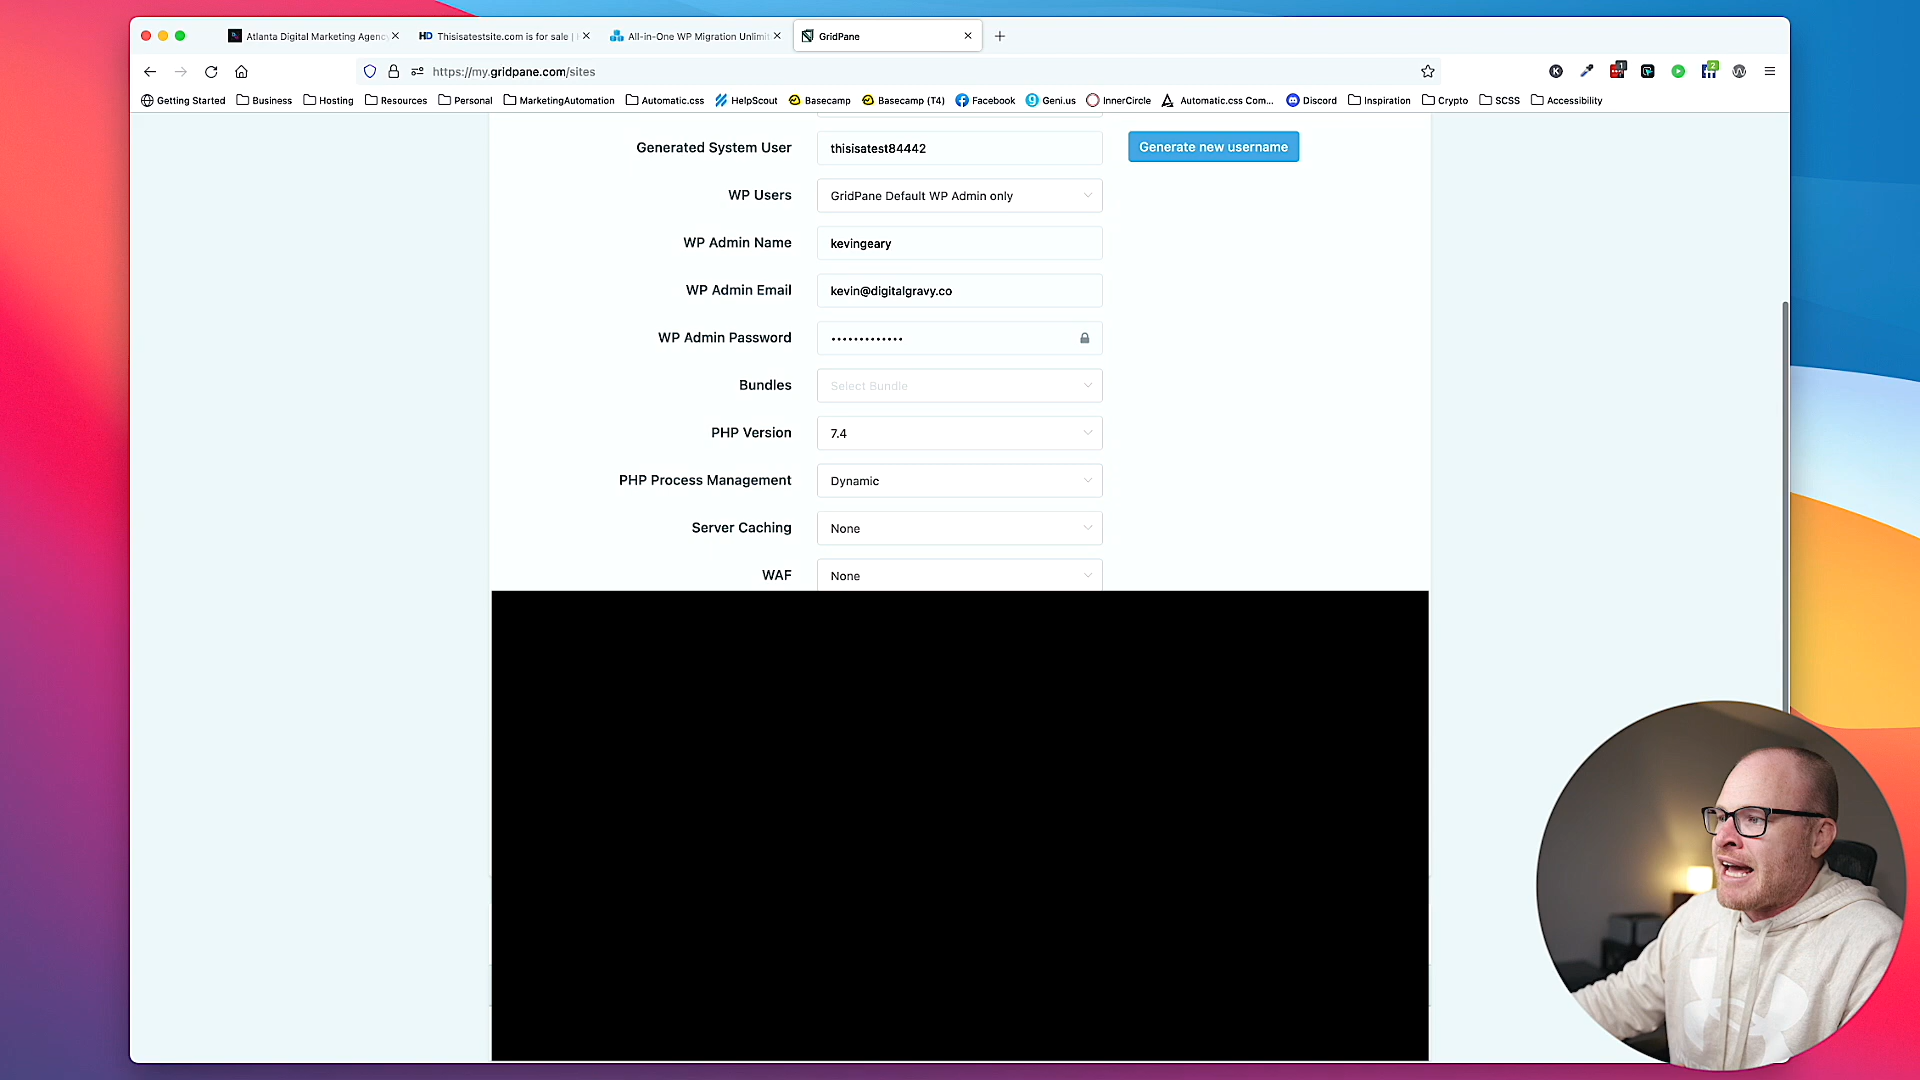 Atlanta Digital Marketing Agenc
Thisisatestsite.com is for sale |
All-in-One WP Migration Unlimit
GridPane
https://my.gridpane.com/sites
1
2
Getting Started
Business
Hosting
Resources
Personal
MarketingAutomation
Automatic.css
HelpScout
Basecamp
Basecamp (T4)
Facebook
Geni.us
InnerCircle
Automatic.css Com...
Discord
Inspiration
Crypto
SCSS
Accessibility
Generated System User
thisisatest84442
Generate new username
WP Users
GridPane Default WP Admin only
WP Admin Name
kevingeary
WP Admin Email
kevin@digitalgravy.co
WP Admin Password
•••••••••••••
Bundles
Select Bundle
PHP Version
7.4
PHP Process Management
Dynamic
Server Caching
None
WAF
None